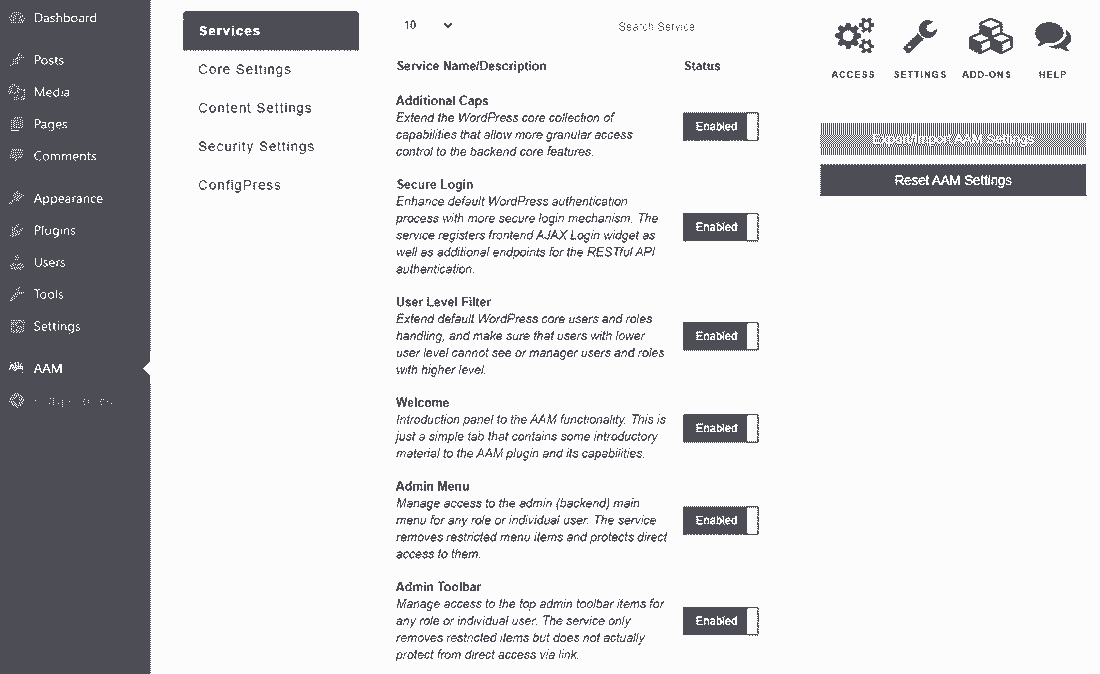 Dashboard
Posts
Media
Pages
Comments
Appearance
Plugins
Users
Tools
Settings
AAM
Services
Core Settings
Content Settings
Security Settings
ConfigPress
10
Search Service
Service Name/Description
Status
Additional Caps
Extend the WordPress core collection of
capabilities that allow more granular access
control to the backend core features.
Enabled
Secure Login
Enhance default WordPress authentication
process with more secure login mechanism. The
service registers frontend AJAX Login widget as
well as additional endpoints for the RESTful API
authentication.
Enabled
User Level Filter
Extend default WordPress core users and roles
handling, and make sure that users with lower
user level cannot see or manager users and roles
with higher level.
Enabled
Welcome
Introduction panel to the AAM functionality. This is
just a simple tab that contains some introductory
material to the AAM plugin and its capabilities.
Enabled
Admin Menu
Manage access to the admin (backend) main
menu for any role or individual user. The service
removes restricted menu items and protects direct
access to them.
Enabled
Admin Toolbar
Manage access to the top admin toolbar items for
any role or individual user. The service only
removes restricted items but does not actually
protect from direct access via link.
Enabled
ACCESS
SETTINGS
ADD-ONS
HELP
Export/Import AAM Settings
Reset AAM Settings